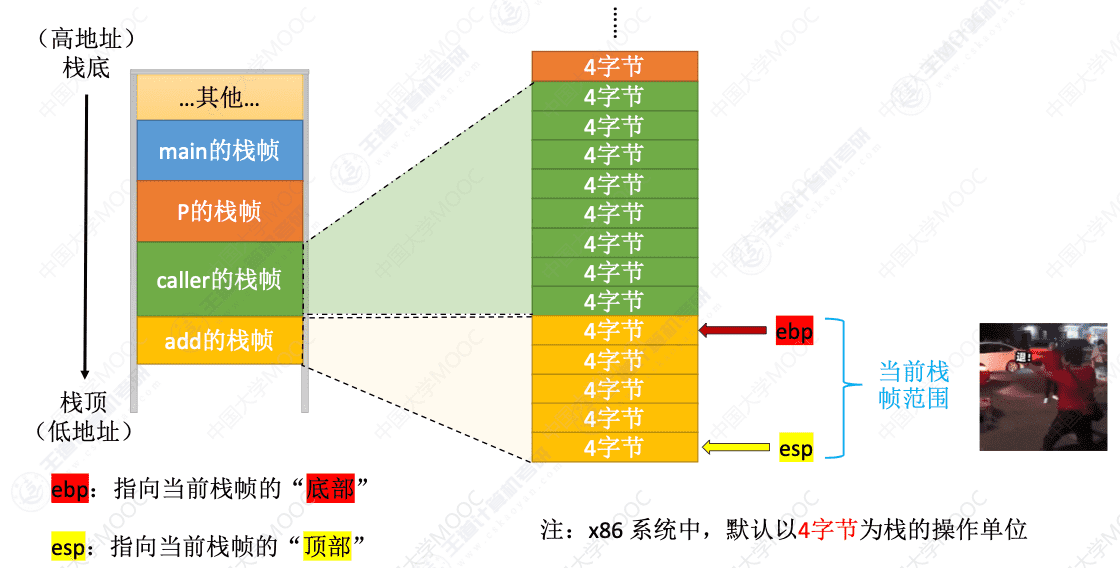 （高地址）
栈底
…其他…
main的栈帧
P的栈帧
caller的栈帧
add的栈帧
栈顶
（低地址）
4字节
4字节
4字节
4字节
4字节
4字节
4字节
4字节
4字节
4字节
4字节
4字节
4字节
4字节
ebp
esp
当前栈
帧范围
退!
ebp：指向当前栈帧的“底部”
esp：指向当前栈帧的“顶部”
注：x86 系统中，默认以4字节为栈的操作单位
中国大学MOOC
王道计算机考研